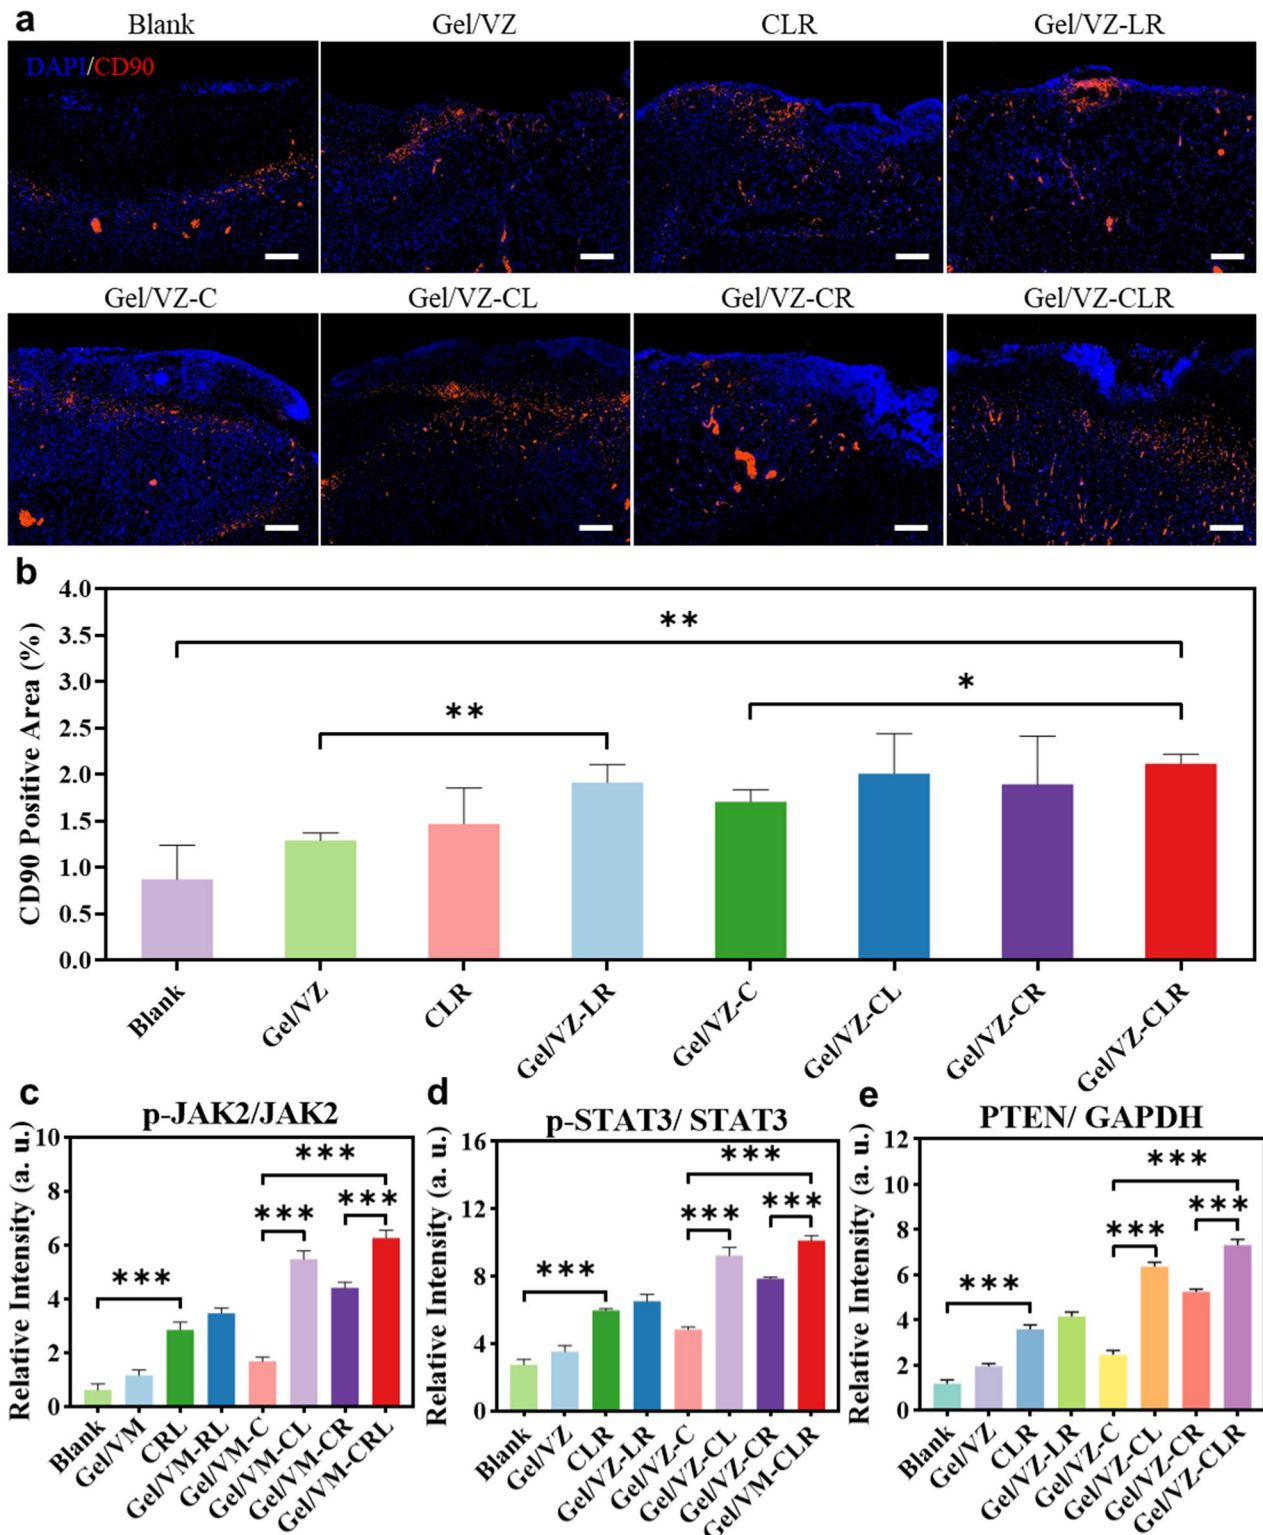 a
Blank
Gel/VZ
CLR
Gel/VZ-LR
DAPI/CD90
Gel/VZ-C
Gel/VZ-CL
Gel/VZ-CR
Gel/VZ-CLR
b
CD90 Positive Area (%)
4.0
3.5
3.0
2.5
2.0
1.5
1.0
0.5
0.0
**
**
*
Blank
Gel/VZ
CLR
Gel/VZ-LR
Gel/VZ-C
Gel/VZ-CL
Gel/VZ-CR
Gel/VZ-CLR
c
p-JAK2/JAK2
Relative Intensity (a. u.)
10
8
6
4
2
0
***
***
***
***
Blank
Gel/VM
CRL
Gel/VM-RL
Gel/VM-C
Gel/VM-CL
Gel/VM-CR
Gel/VM-CRL
d
p-STAT3/ STAT3
Relative Intensity (a. u.)
16
12
8
4
0
***
***
***
***
Blank
Gel/VZ
CLR
Gel/VZ-LR
Gel/VZ-C
Gel/VZ-CL
Gel/VZ-CR
Gel/VM-CLR
e
PTEN/ GAPDH
Relative Intensity (a. u.)
12
10
8
6
4
2
0
***
***
***
***
Blank
Gel/VZ
CLR
Gel/VZ-LR
Gel/VZ-C
Gel/VZ-CL
Gel/VZ-CR
Gel/VZ-CLR